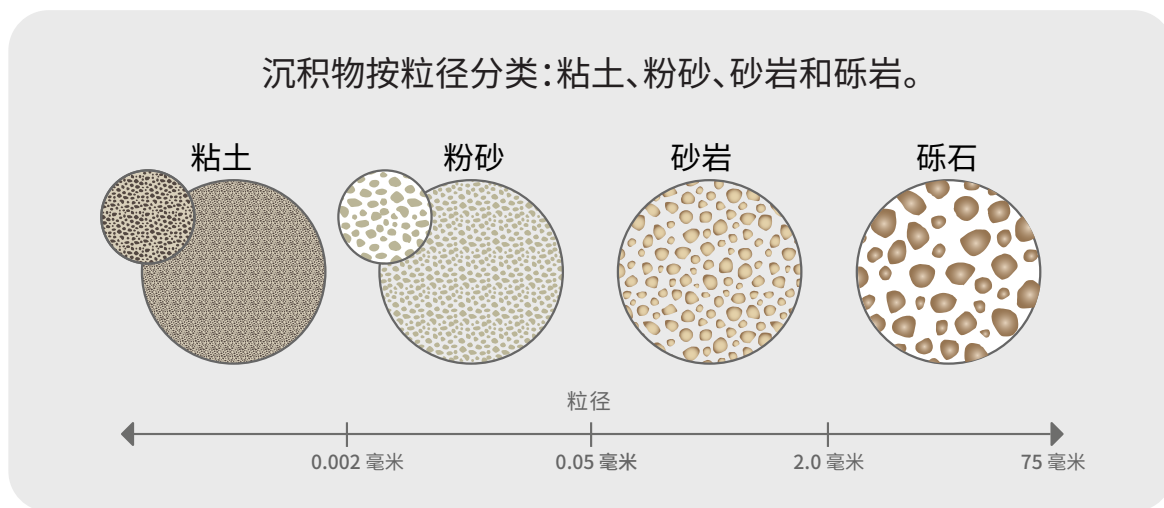 沉积物按粒径分类：粘土、粉砂、砂岩和砾岩。
粘土 粉砂 砂岩 砾石
粒径
0.002 毫米 0.05 毫米 2.0 毫米 75 毫米